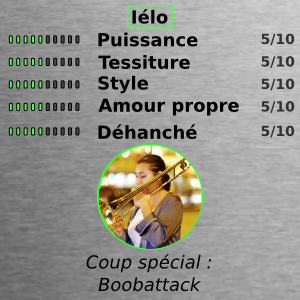 lélo
Puissance 5/10
Tessiture 5/10
Style 5/10
Amour propre 5/10
Déhanché 5/10
Coup spécial :
Boobattack